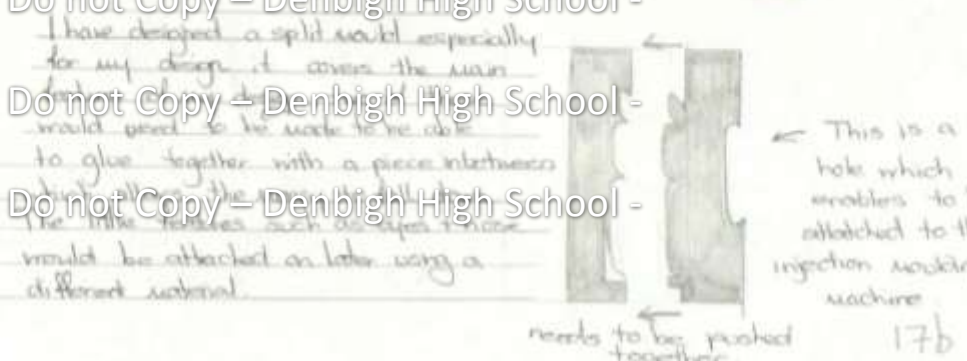 Do not Copy – Denbigh High School -
I have designed a split mould especially
for my design it covers the main
Do not Copy – Denbigh High School -
would need to be made to be able
to glue together with a piece inbetween
Do not Copy – Denbigh High School -
The little features such as eyes + nose
would be attached on later using a
different material.
← This is a
hole which
enables to
attatched to th
injection mouldin
machine
needs to be pushed
together
17b